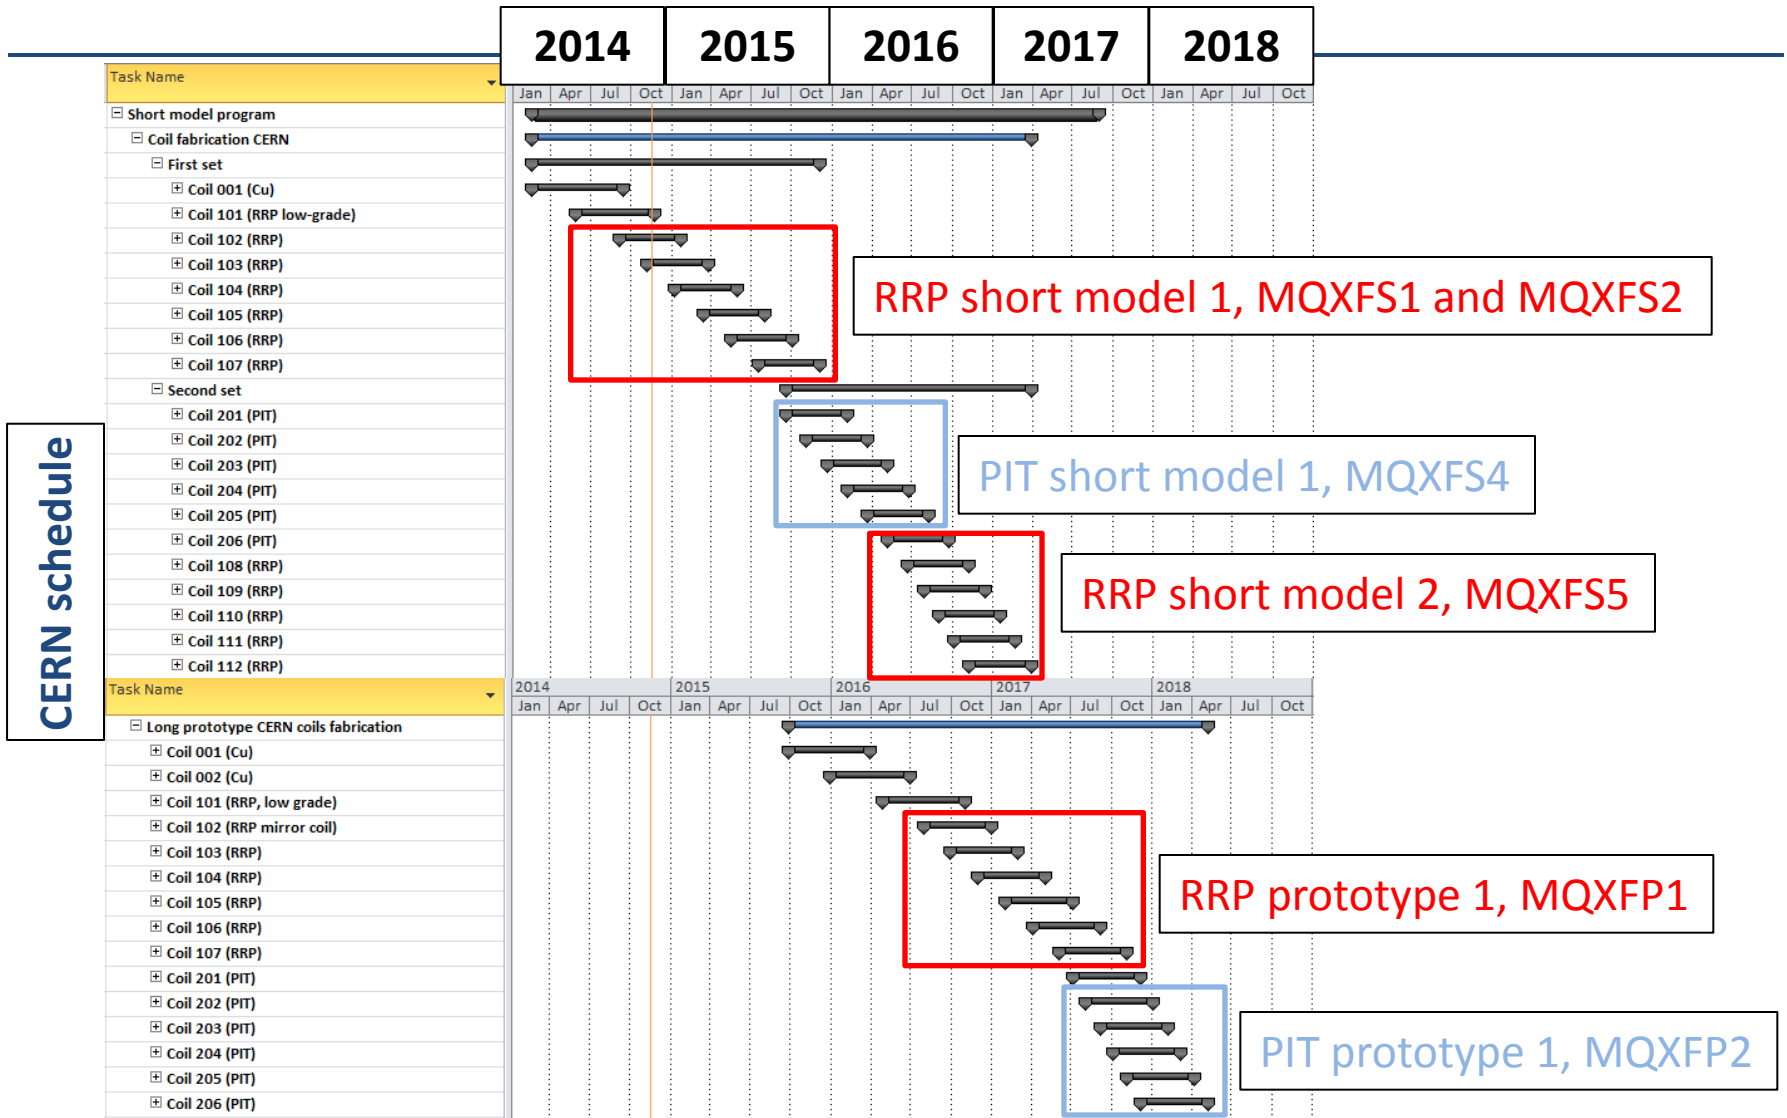 2014 2015 2016 2017 2018
Task Name
Jan Apr Jul Oct Jan Apr Jul Oct Jan Apr Jul Oct Jan Apr Jul Oct Jan Apr Jul Oct
Short model program
Coil fabrication CERN
First set
Coil 001 (Cu)
Coil 101 (RRP low-grade)
Coil 102 (RRP)
Coil 103 (RRP)
Coil 104 (RRP)
Coil 105 (RRP)
Coil 106 (RRP)
Coil 107 (RRP)
RRP short model 1, MQXFS1 and MQXFS2
Second set
Coil 201 (PIT)
Coil 202 (PIT)
Coil 203 (PIT)
Coil 204 (PIT)
Coil 205 (PIT)
PIT short model 1, MQXFS4
Coil 206 (PIT)
Coil 108 (RRP)
Coil 109 (RRP)
Coil 110 (RRP)
Coil 111 (RRP)
Coil 112 (RRP)
RRP short model 2, MQXFS5
CERN schedule
Task Name
2014 2015 2016 2017 2018
Jan Apr Jul Oct Jan Apr Jul Oct Jan Apr Jul Oct Jan Apr Jul Oct Jan Apr Jul Oct
Long prototype CERN coils fabrication
Coil 001 (Cu)
Coil 002 (Cu)
Coil 101 (RRP, low grade)
Coil 102 (RRP mirror coil)
Coil 103 (RRP)
Coil 104 (RRP)
Coil 105 (RRP)
Coil 106 (RRP)
Coil 107 (RRP)
RRP prototype 1, MQXFP1
Coil 201 (PIT)
Coil 202 (PIT)
Coil 203 (PIT)
Coil 204 (PIT)
Coil 205 (PIT)
Coil 206 (PIT)
PIT prototype 1, MQXFP2